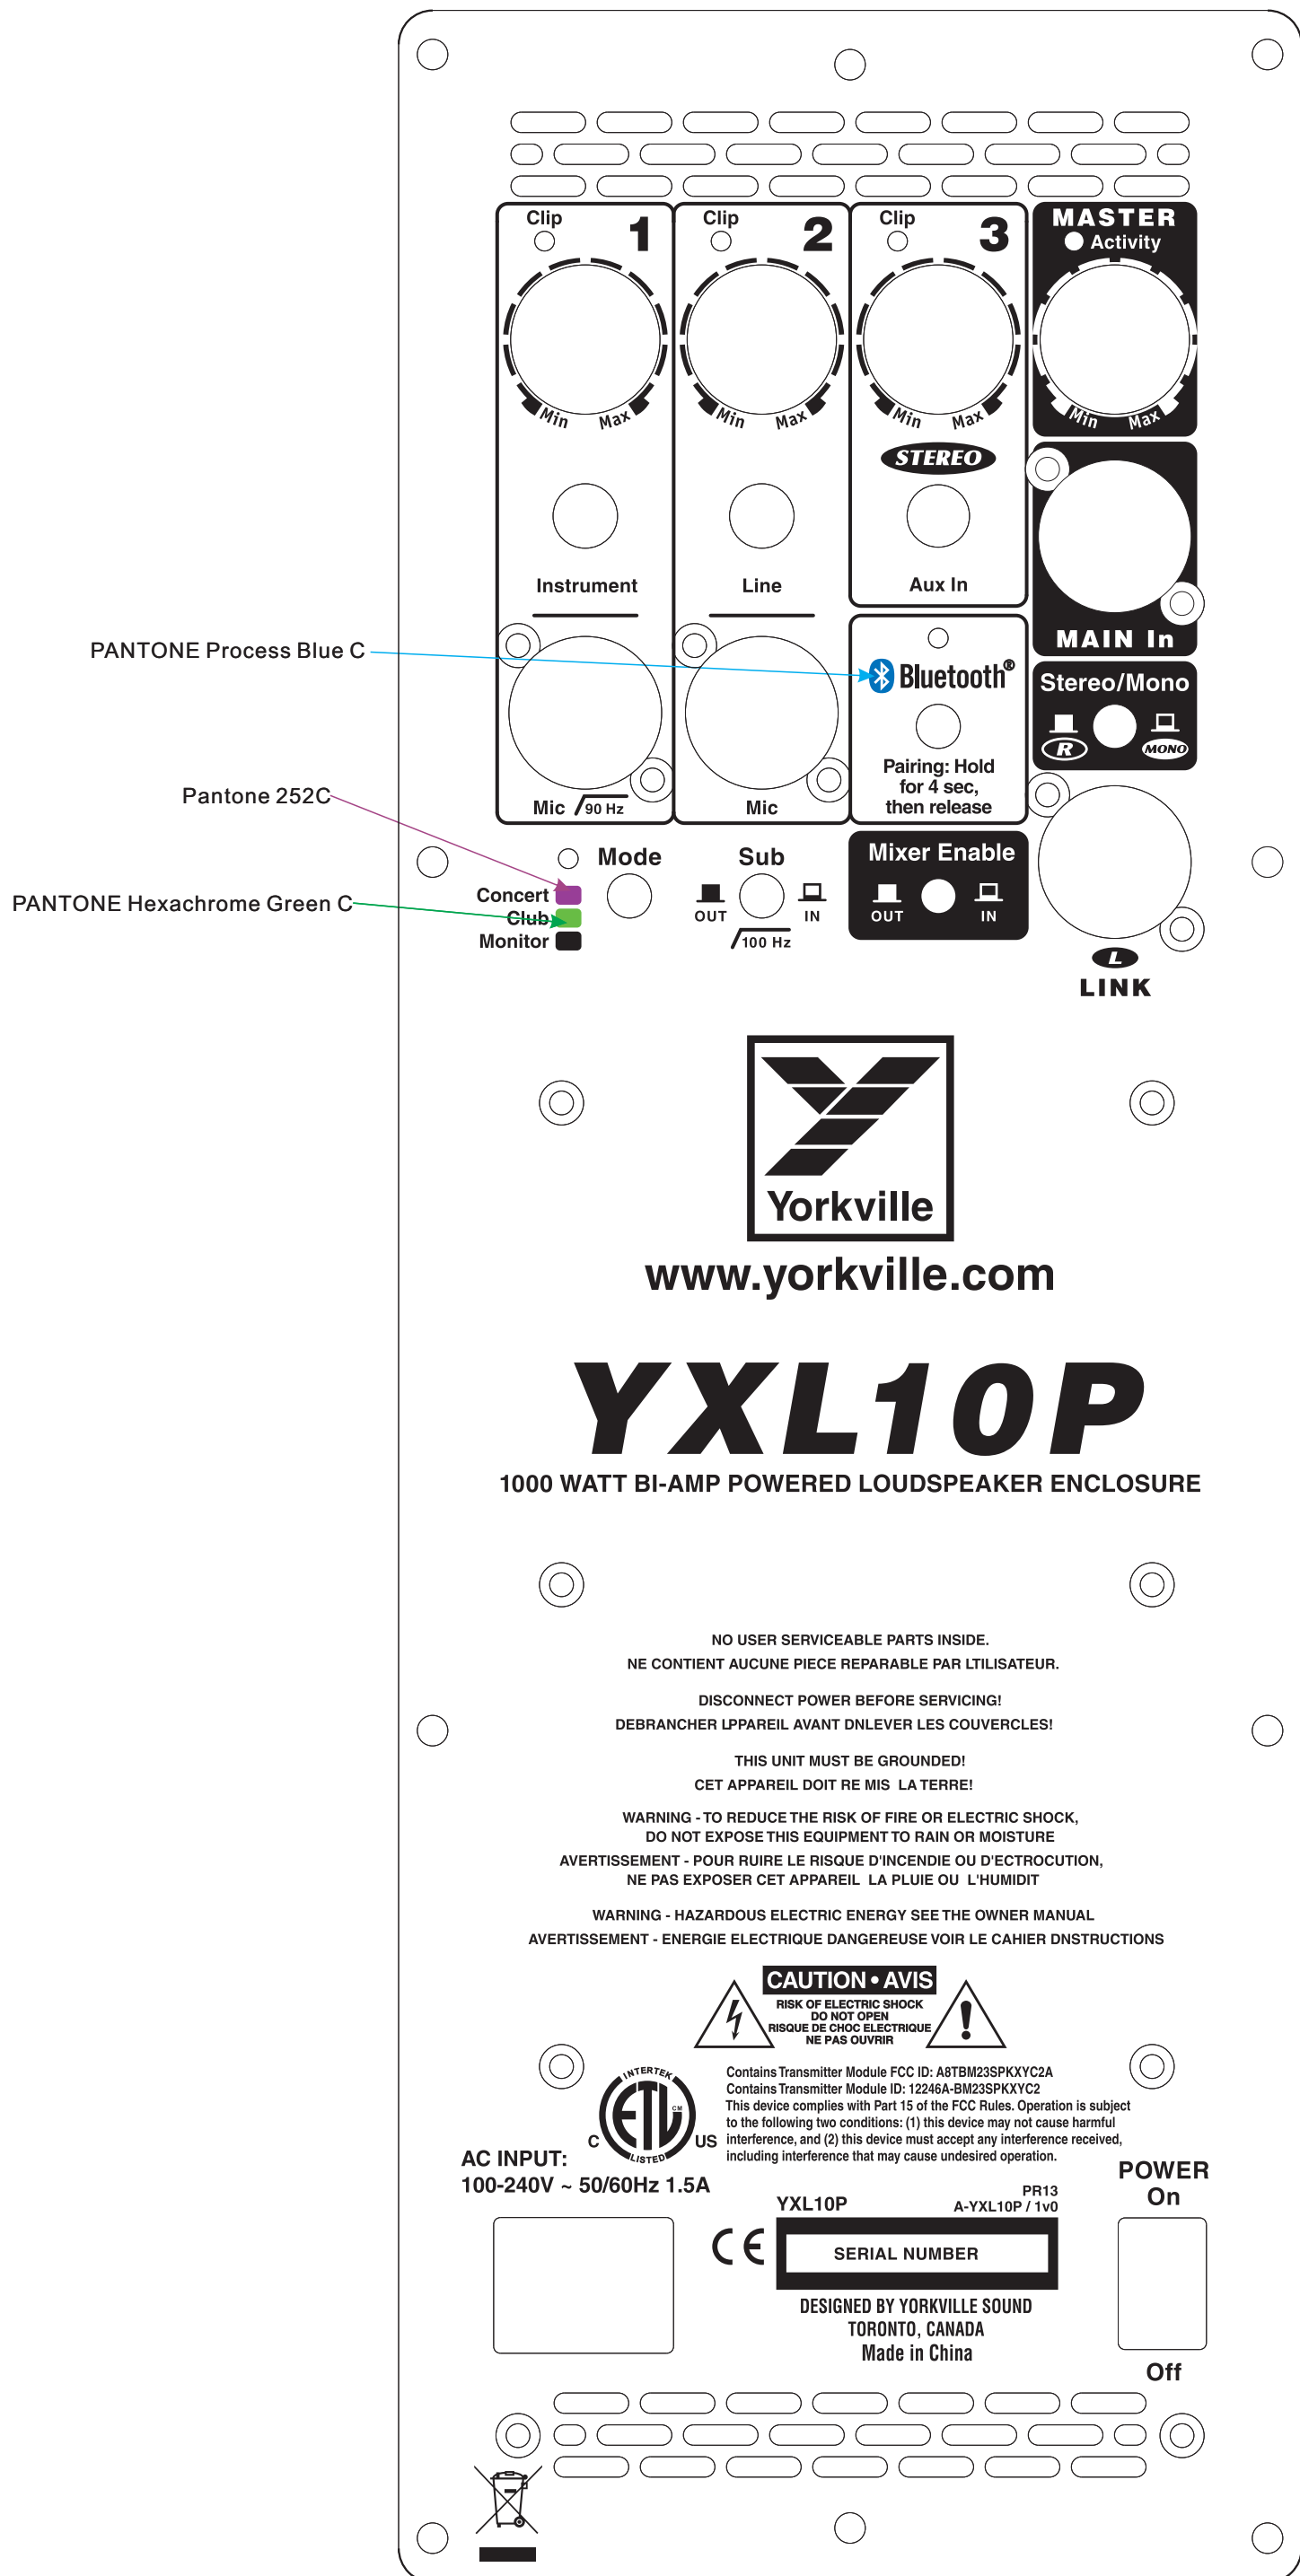 Clip 1
Clip 2
Clip 3
MASTER
Activity
Min Max
Min Max
Min Max
Min Max
STEREO
Instrument
Line
Aux In
MAIN In
PANTONE Process Blue C
Bluetooth®
Stereo/Mono
R
MONO
Pairing: Hold
for 4 sec,
then release
Pantone 252C
Mic 90 Hz
Mic
Mode
Sub
Mixer Enable
Concert
PANTONE Hexachrome Green C
Club
Monitor
OUT IN
100 Hz
OUT IN
L
LINK
Yorkville
www.yorkville.com
YXL10P
1000 WATT BI-AMP POWERED LOUDSPEAKER ENCLOSURE
NO USER SERVICEABLE PARTS INSIDE.
NE CONTIENT AUCUNE PIECE REPARABLE PAR LTILISATEUR.
DISCONNECT POWER BEFORE SERVICING!
DEBRANCHER LPPAREIL AVANT DNLEVER LES COUVERCLES!
THIS UNIT MUST BE GROUNDED!
CET APPAREIL DOIT RE MIS LA TERRE!
WARNING - TO REDUCE THE RISK OF FIRE OR ELECTRIC SHOCK,
DO NOT EXPOSE THIS EQUIPMENT TO RAIN OR MOISTURE
AVERTISSEMENT - POUR RUIRE LE RISQUE D'INCENDIE OU D'ECTROCUTION,
NE PAS EXPOSER CET APPAREIL LA PLUIE OU L'HUMIDIT
WARNING - HAZARDOUS ELECTRIC ENERGY SEE THE OWNER MANUAL
AVERTISSEMENT - ENERGIE ELECTRIQUE DANGEREUSE VOIR LE CAHIER DNSTRUCTIONS
CAUTION • AVIS
RISK OF ELECTRIC SHOCK
DO NOT OPEN
RISQUE DE CHOC ELECTRIQUE
NE PAS OUVRIR
INTERTEK
ETL CM
C US
LISTED
Contains Transmitter Module FCC ID: A8TBM23SPKXYC2A
Contains Transmitter Module ID: 12246A-BM23SPKXYC2
This device complies with Part 15 of the FCC Rules. Operation is subject
to the following two conditions: (1) this device may not cause harmful
interference, and (2) this device must accept any interference received,
including interference that may cause undesired operation.
AC INPUT:
100-240V ~ 50/60Hz 1.5A
POWER
On
YXL10P
PR13
A-YXL10P / 1v0
CE
SERIAL NUMBER
DESIGNED BY YORKVILLE SOUND
TORONTO, CANADA
Made in China
Off